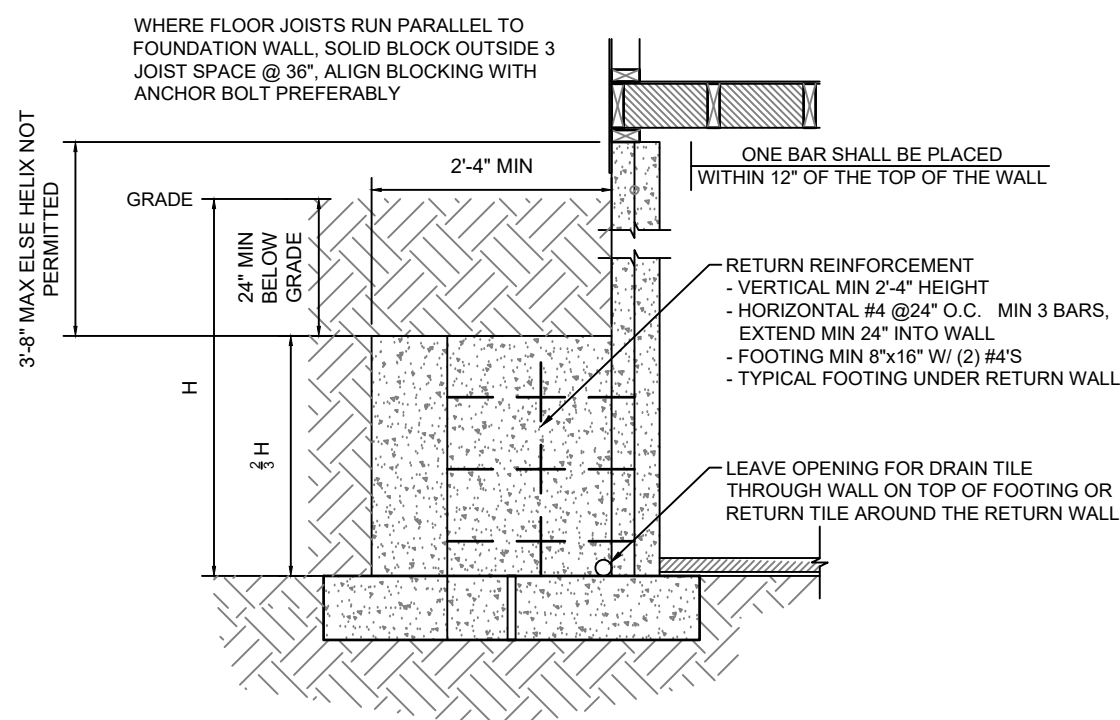 WHERE FLOOR JOISTS RUN PARALLEL TO
FOUNDATION WALL, SOLID BLOCK OUTSIDE 3
JOIST SPACE @ 36", ALIGN BLOCKING WITH
ANCHOR BOLT PREFERABLY
3'-8" MAX ELSE HELIX NOT
PERMITTED
2'-4" MIN
ONE BAR SHALL BE PLACED
WITHIN 12" OF THE TOP OF THE WALL
GRADE
24" MIN
BELOW
GRADE
H
2/3 H
RETURN REINFORCEMENT
- VERTICAL MIN 2'-4" HEIGHT
- HORIZONTAL #4 @24" O.C. MIN 3 BARS,
EXTEND MIN 24" INTO WALL
- FOOTING MIN 8"x16" W/ (2) #4'S
- TYPICAL FOOTING UNDER RETURN WALL
LEAVE OPENING FOR DRAIN TILE
THROUGH WALL ON TOP OF FOOTING OR
RETURN TILE AROUND THE RETURN WALL